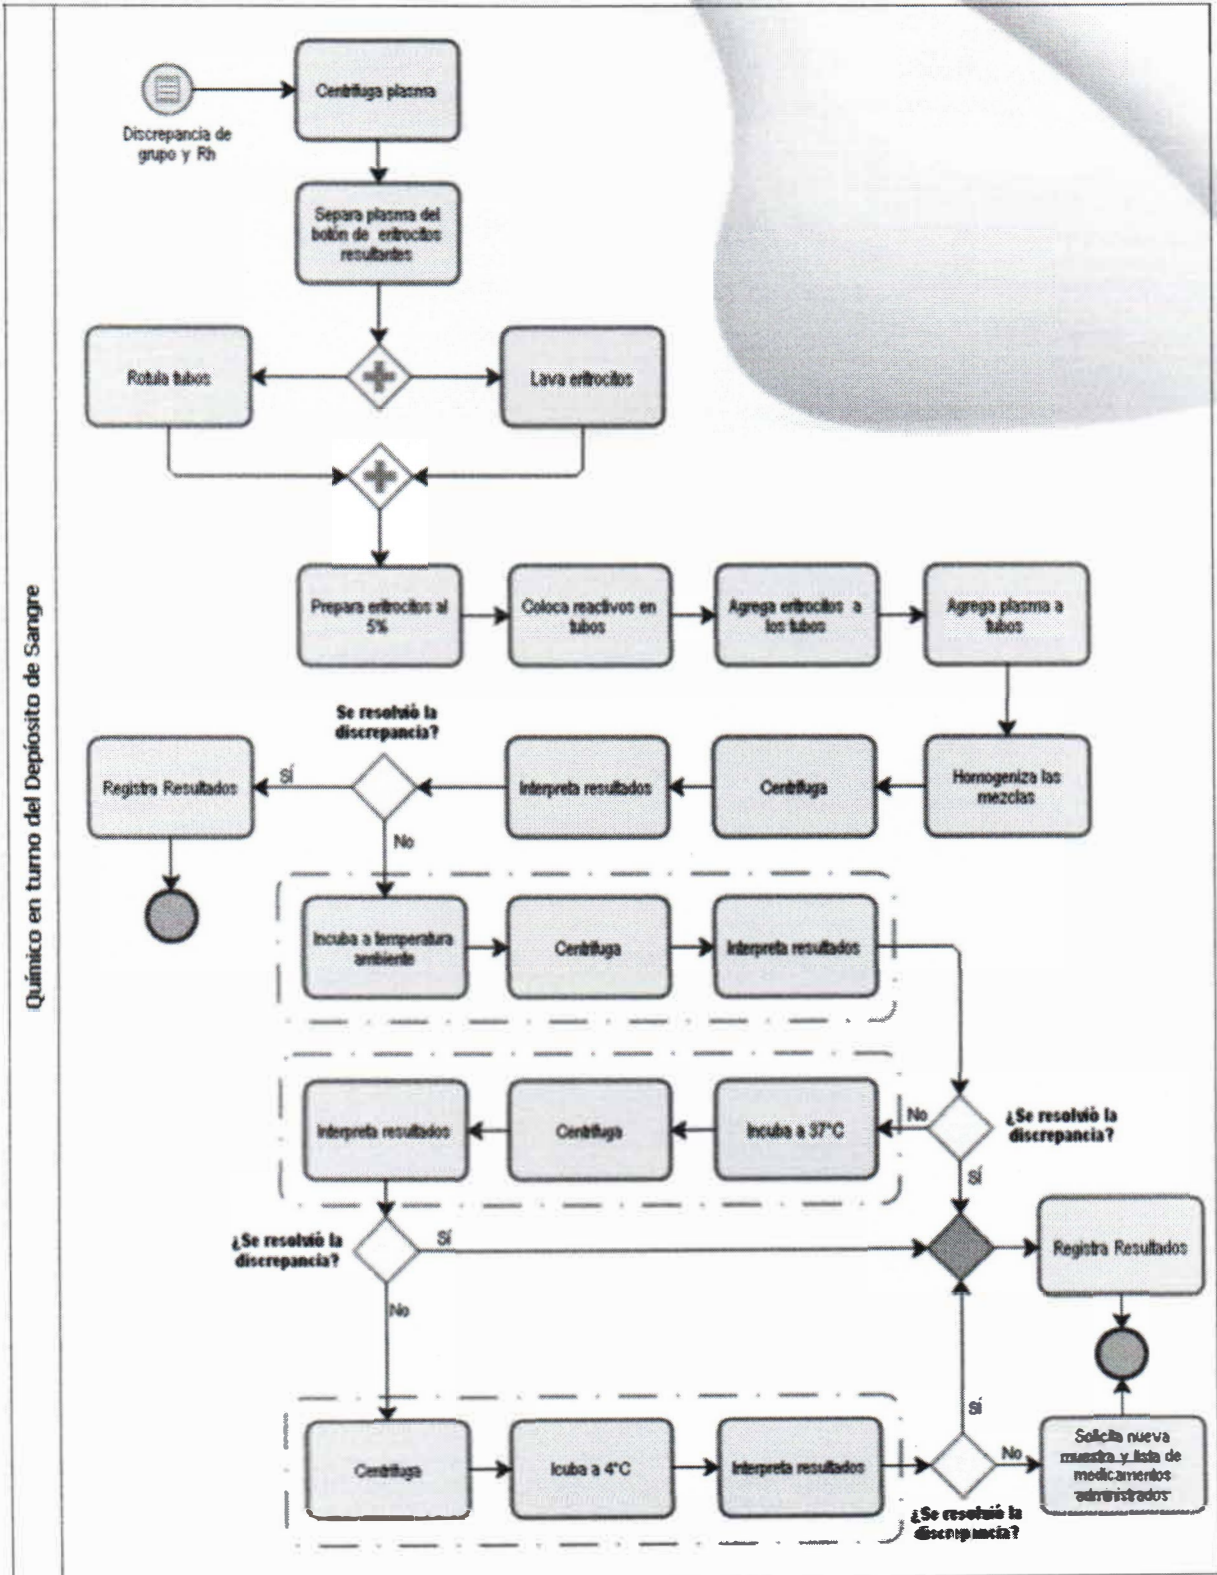 Químico en turno del Depíosito de Sangre
Centrifuga plasma
Discrepancia de
grupo y Rh
Separa plasma del
botón de eritrocitos
resultantes
Rotula tubos
Lava eritrocitos
Prepara eritrocitos al
5%
Coloca reactivos en
tubos
Agrega eritrocitos a
los tubos
Agrega plasma a
tubos
Se resolvió la
discrepancia?
Registra Resultados
Sí
Interpreta resultados
Centrifuga
Homogeniza las
mezclas
No
Incuba a temperatura
ambiente
Centrifuga
Interpreta resultados
Interpreta resultados
Centrifuga
Incuba a 37°C
No
¿Se resolvió la
discrepancia?
Sí
¿Se resolvió la
discrepancia?
Sí
Registra Resultados
No
Sí
Centrifuga
Icuba a 4°C
Interpreta resultados
No
Solicita nueva
muestra y lista de
medicamentos
administrados
¿Se resolvió la
discrepancia?